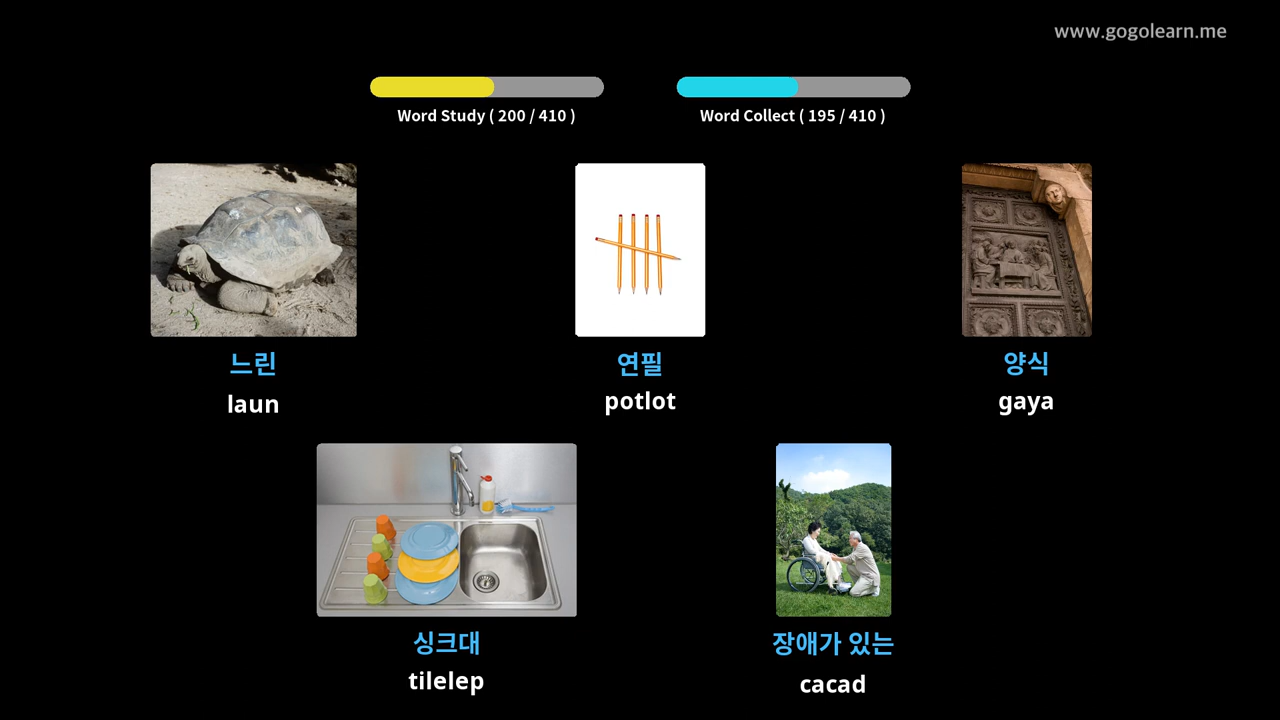 www.gogolearn.me
Word Study ( 200 / 410 )
Word Collect ( 195 / 410 )
느린
laun
연필
potlot
양식
gaya
싱크대
tilelep
장애가 있는
cacad